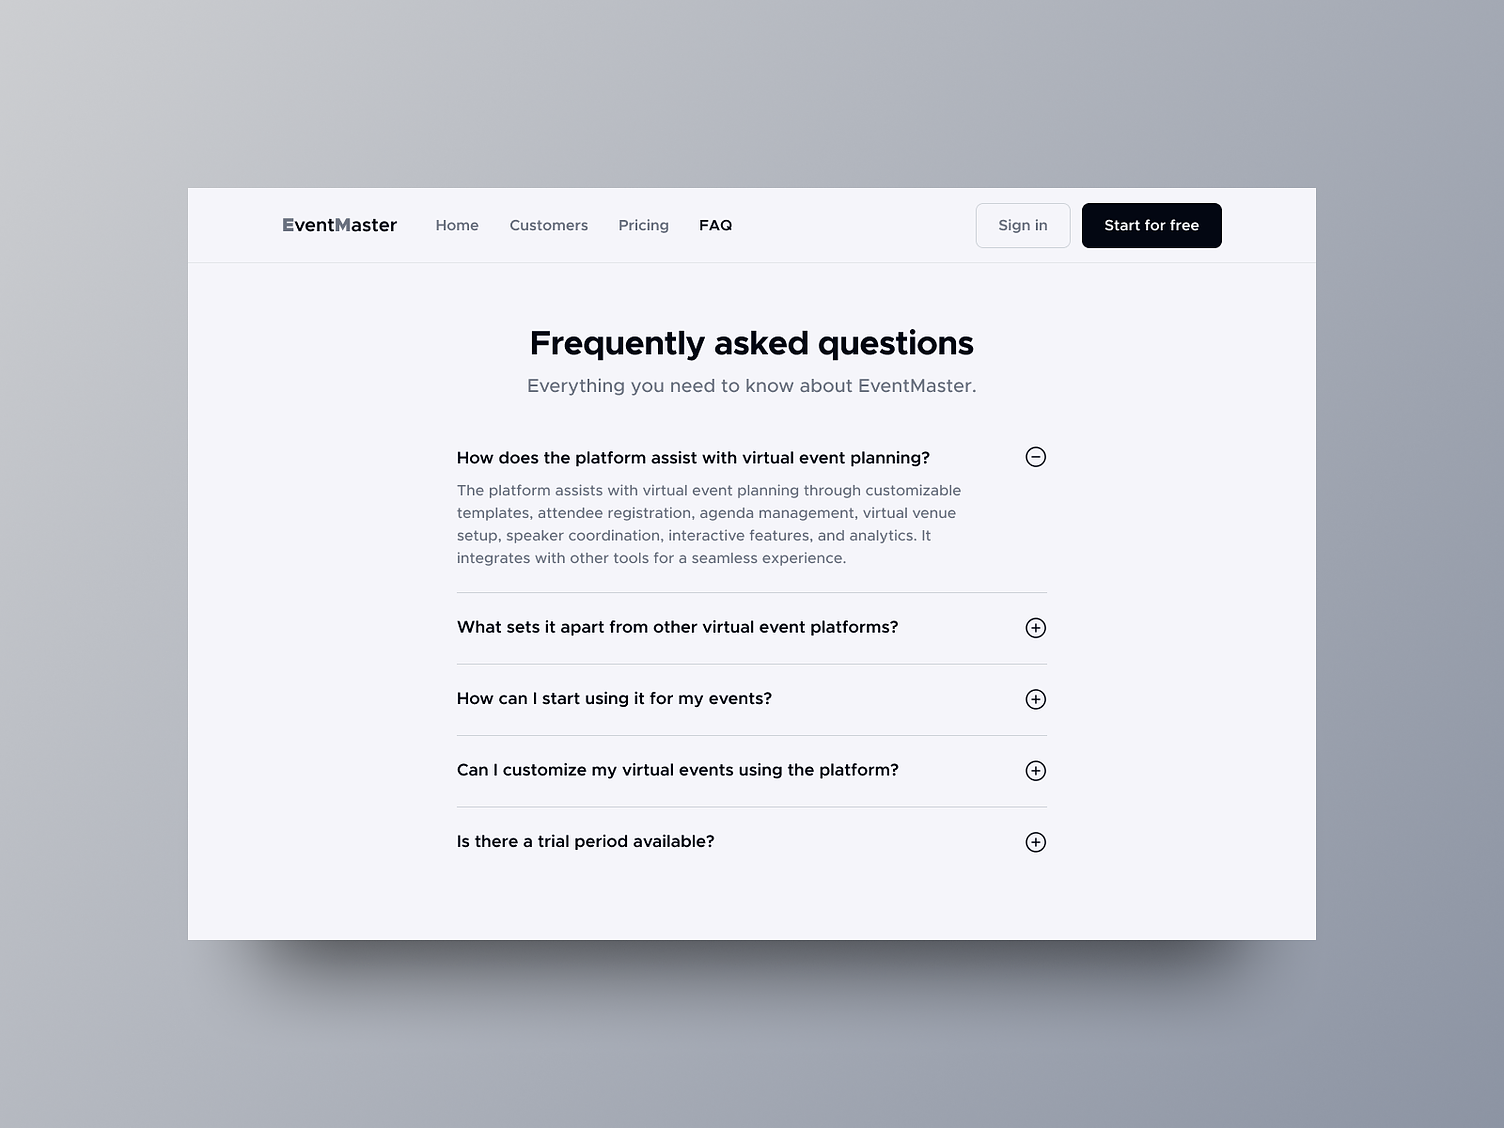 EventMaster Home Customers Pricing FAQ Sign in Start for free
Frequently asked questions
Everything you need to know about EventMaster.
How does the platform assist with virtual event planning?
The platform assists with virtual event planning through customizable
templates, attendee registration, agenda management, virtual venue
setup, speaker coordination, interactive features, and analytics. It
integrates with other tools for a seamless experience.
What sets it apart from other virtual event platforms?
How can I start using it for my events?
Can I customize my virtual events using the platform?
Is there a trial period available?